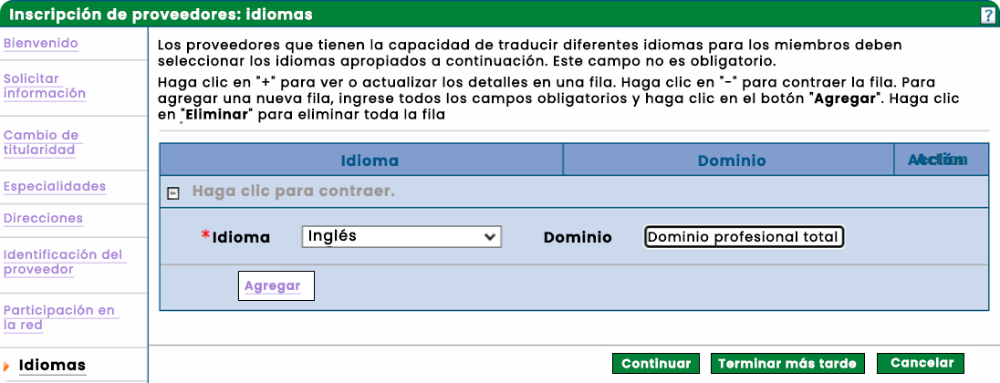 Inscripción de proveedores: idiomas
?
Bienvenido
Solicitar
información
Cambio de
titularidad
Especialidades
Direcciones
Identificación del
proveedor
Participación en
la red
Idiomas
Los proveedores que tienen la capacidad de traducir diferentes idiomas para los miembros deben
seleccionar los idiomas apropiados a continuación. Este campo no es obligatorio.
Haga clic en "+" para ver o actualizar los detalles en una fila. Haga clic en "-" para contraer la fila. Para
agregar una nueva fila, ingrese todos los campos obligatorios y haga clic en el botón "Agregar". Haga clic
en "Eliminar" para eliminar toda la fila
Idioma Dominio Acción
Haga clic para contraer.
*Idioma Inglés Dominio Dominio profesional total
Agregar
Continuar Terminar más tarde Cancelar